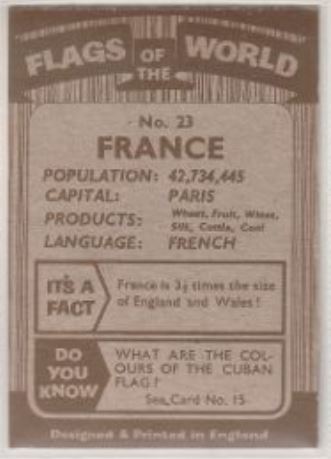 FLAGS OF THE WORLD
No. 23
FRANCE
POPULATION: 42,734,445
CAPITAL: PARIS
PRODUCTS: Wheat, Fruit, Wines,
Silk, Cattle, Coal
LANGUAGE: FRENCH
IT'S A
FACT
France is 3½ times the size
of England and Wales!
DO
YOU
KNOW
WHAT ARE THE COL-
OURS OF THE CUBAN
FLAG?
See Card No. 15
Designed & Printed in England